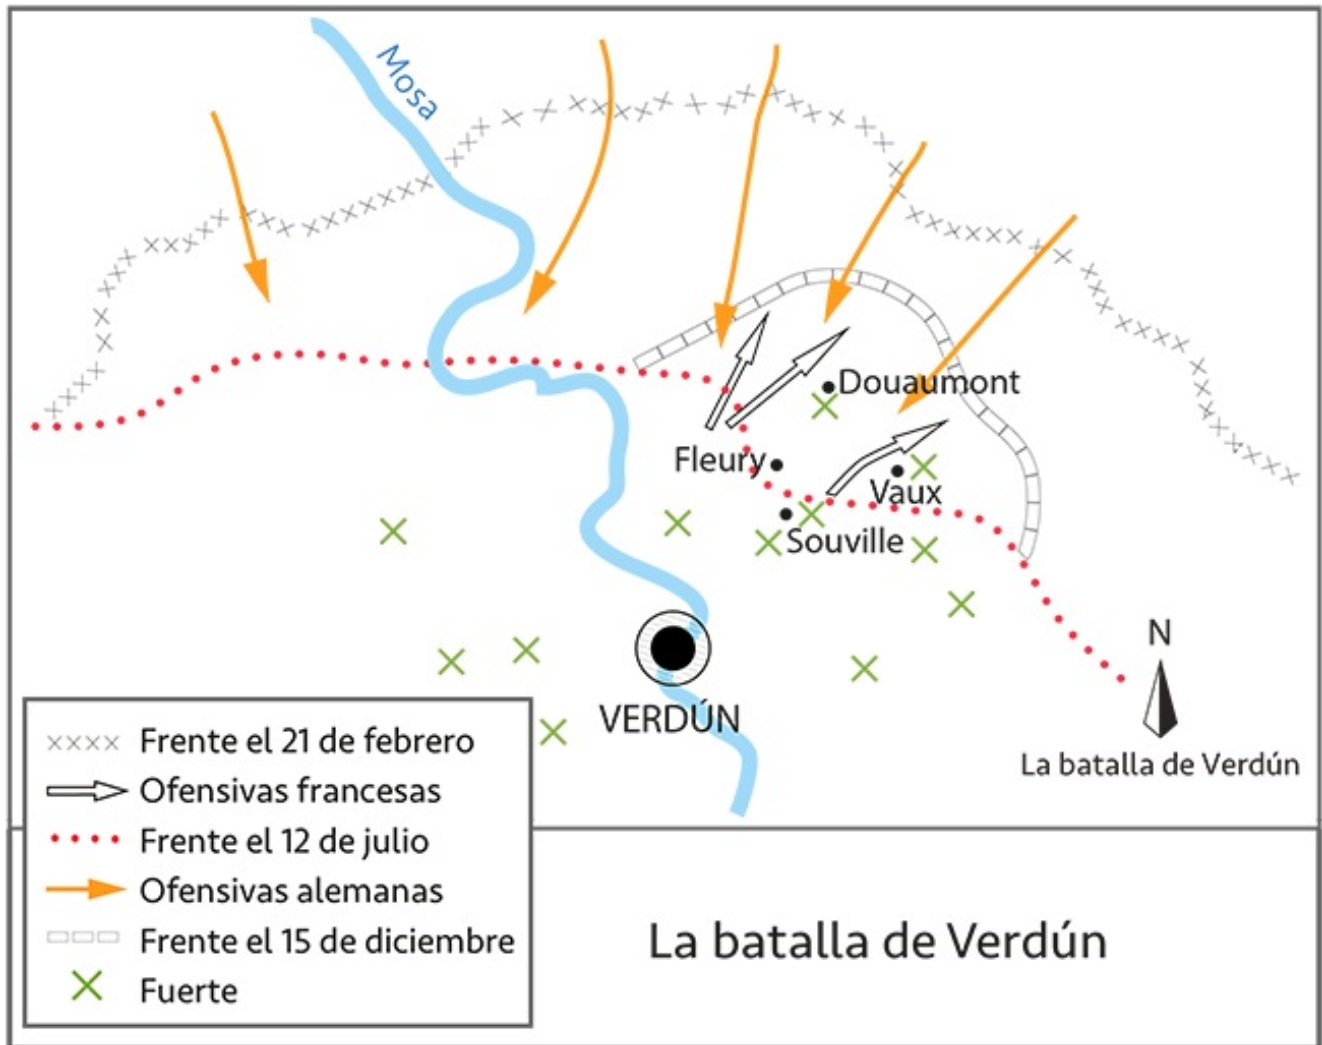 Mosa
Douaumont
Fleury
Vaux
Souville
VERDÚN
N
La batalla de Verdún
Frente el 21 de febrero
Ofensivas francesas
Frente el 12 de julio
Ofensivas alemanas
Frente el 15 de diciembre
Fuerte
La batalla de Verdún